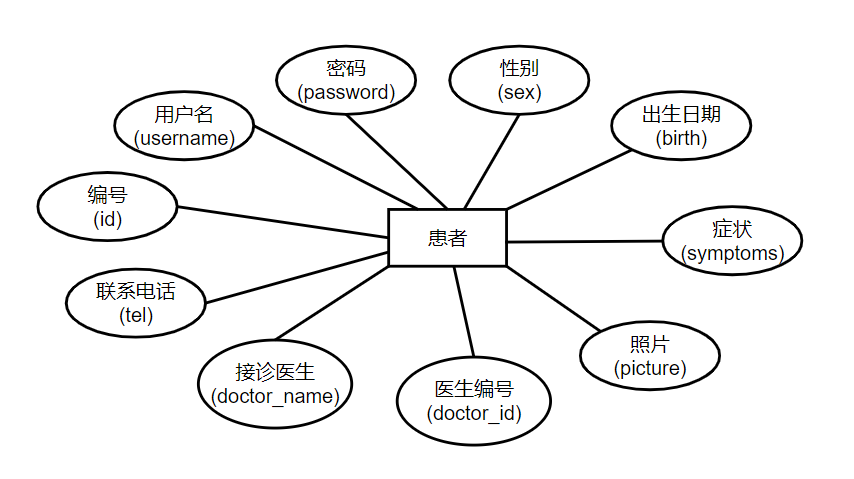 密码
(password)
性别
(sex)
用户名
(username)
出生日期
(birth)
编号
(id)
患者
症状
(symptoms)
联系电话
(tel)
照片
(picture)
接诊医生
(doctor_name)
医生编号
(doctor_id)